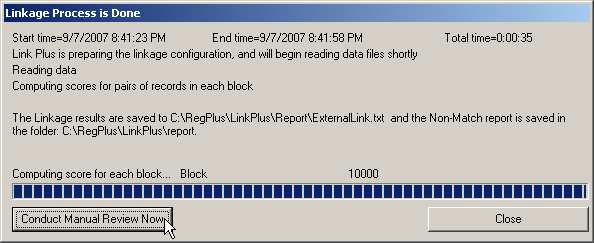 Linkage Process is Done
Start time=9/7/2007 8:41:23 PM End time=9/7/2007 8:41:58 PM Total time=0:00:35
Link Plus is preparing the linkage configuration, and will begin reading data files shortly
Reading data
Computing scores for pairs of records in each block
The Linkage results are saved to C:\RegPlus\LinkPlus\Report\ExternalLink.txt and the Non-Match report is saved in
the folder: C:\RegPlus\LinkPlus\report.
Computing score for each block... Block 10000
Conduct Manual Review Now Close